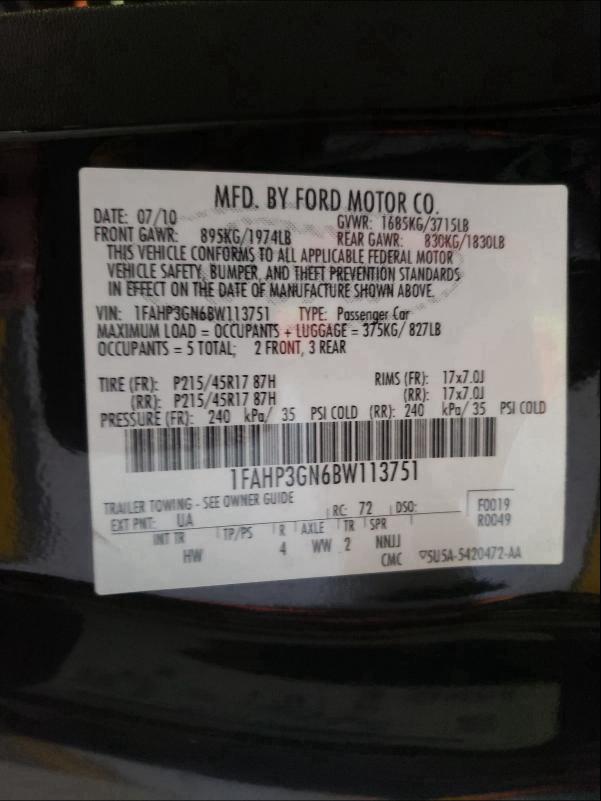 MFD. BY FORD MOTOR CO.
DATE: 07/10
GVWR: 1685KG/3715LB
FRONT GAWR: 895KG/1974LB
REAR GAWR: 830KG/1830LB
THIS VEHICLE CONFORMS TO ALL APPLICABLE FEDERAL MOTOR
VEHICLE SAFETY, BUMPER, AND THEFT PREVENTION STANDARDS
IN EFFECT ON THE DATE OF MANUFACTURE SHOWN ABOVE.
VIN: 1FAHP3GN6BW113751 TYPE: Passenger Car
MAXIMUM LOAD = OCCUPANTS + LUGGAGE = 375KG/ 827LB
OCCUPANTS = 5 TOTAL; 2 FRONT, 3 REAR
TIRE (FR): P215/45R17 87H RIMS (FR): 17x7.0J
(RR): P215/45R17 87H (RR): 17x7.0J
PRESSURE (FR): 240 kPa/ 35 PSI COLD (RR): 240 kPa/ 35 PSI COLD
1FAHP3GN6BW113751
TRAILER TOWING - SEE OWNER GUIDE
EXT PNT: UA RC: 72 DSO: F0019
R0049
INT TR TP/PS R AXLE TR SPR
HW 4 WW 2 NNJJ
CMC 5U5A-5420472-AA